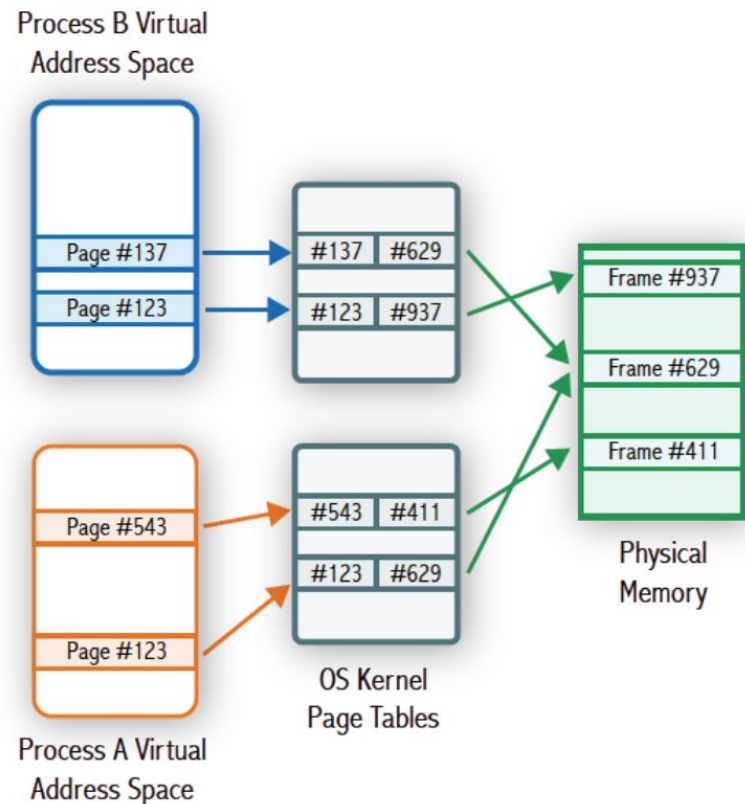 Process B Virtual
Address Space
Page #137
Page #123
#137 #629
#123 #937
Frame #937
Frame #629
Frame #411
Physical
Memory
Page #543
Page #123
#543 #411
#123 #629
OS Kernel
Page Tables
Process A Virtual
Address Space